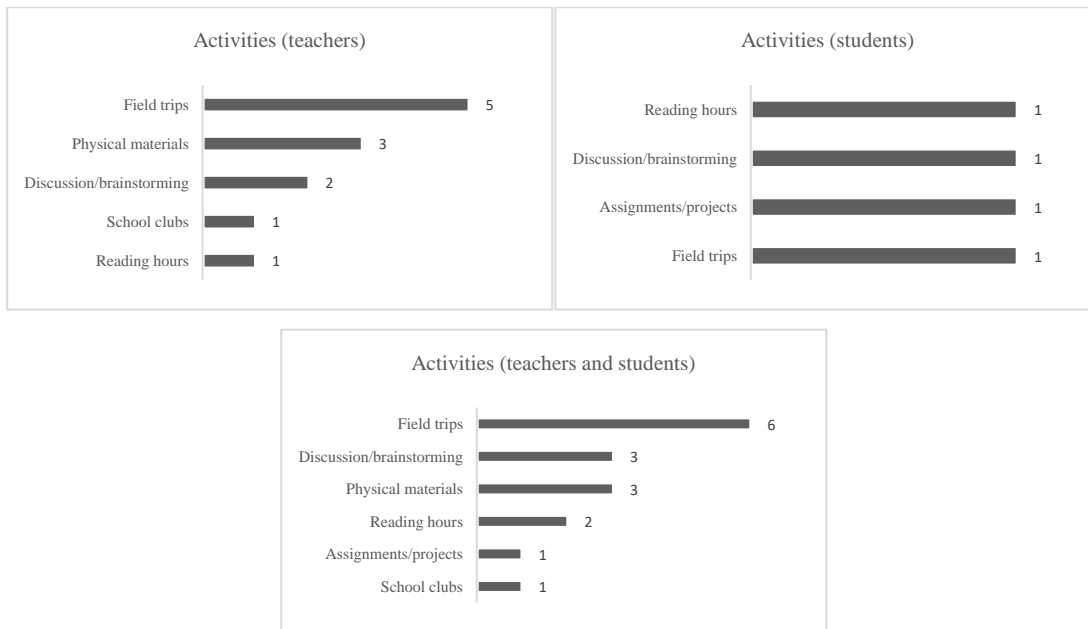 Activities (teachers)
Field trips 5
Physical materials 3
Discussion/brainstorming 2
School clubs 1
Reading hours 1
Activities (students)
Reading hours 1
Discussion/brainstorming 1
Assignments/projects 1
Field trips 1
Activities (teachers and students)
Field trips 6
Discussion/brainstorming 3
Physical materials 3
Reading hours 2
Assignments/projects 1
School clubs 1